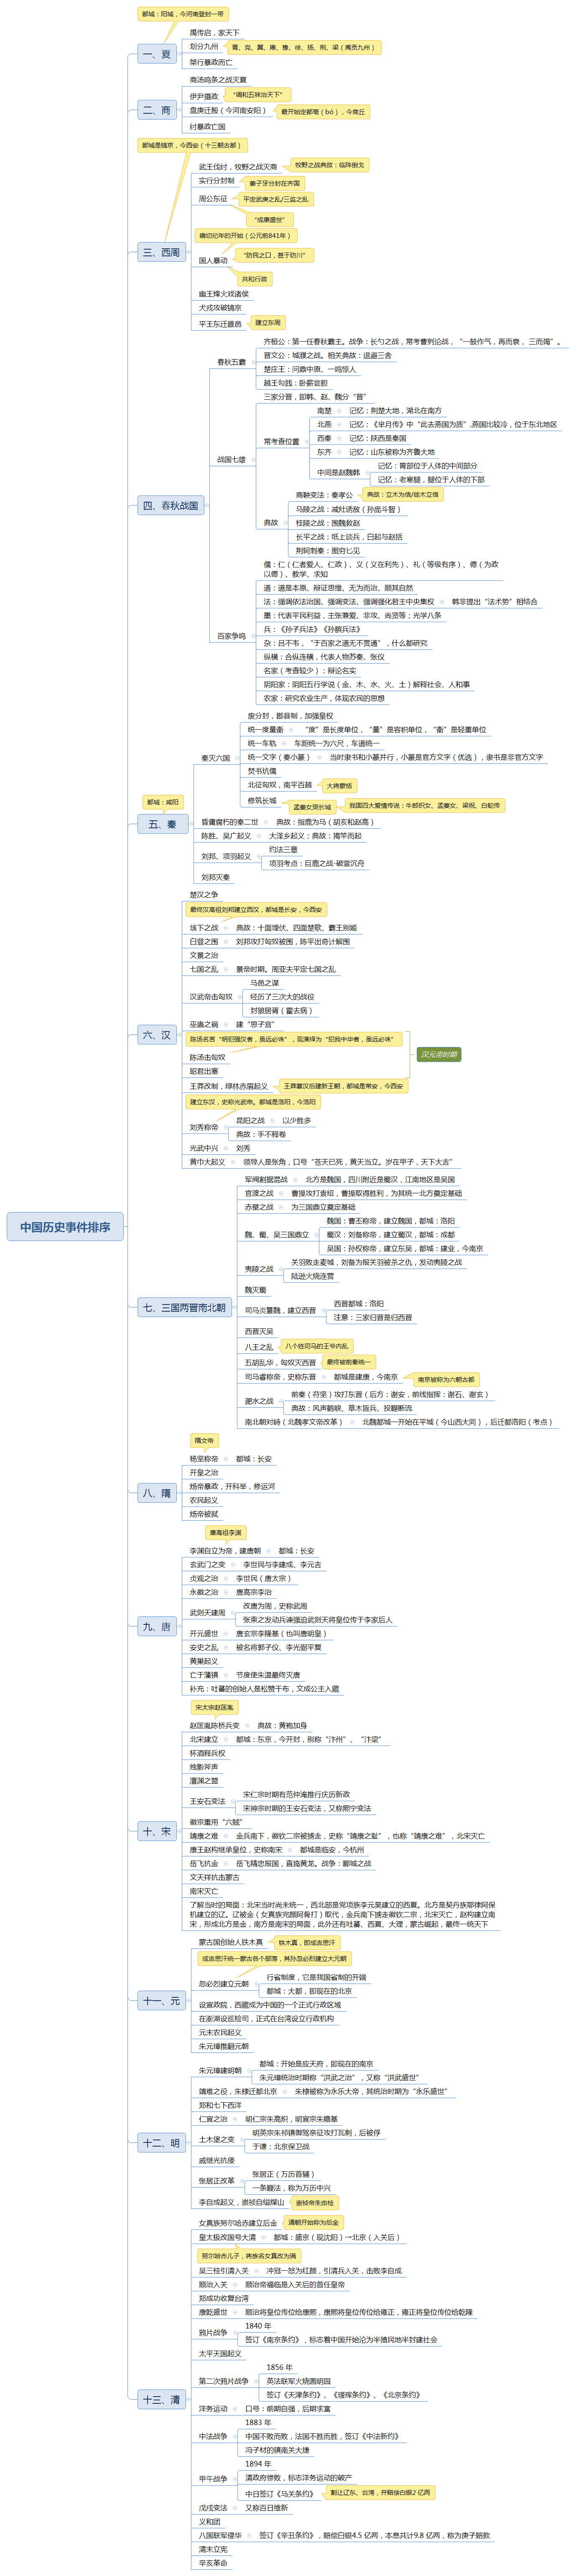 中国历史事件排序
都城：阳城，今河南登封一带
一、夏
禹传启，家天下
划分九州
青、兖、冀、雍、豫、徐、扬、荆、梁（禹贡九州）
桀行暴政而亡
二、商
商汤鸣条之战灭夏
伊尹摄政
“调和五味治天下”
盘庚迁殷（今河南安阳）
最开始定都亳（bó），今商丘
纣暴政亡国
都城是镐京，今西安（十三朝古都）
三、西周
武王伐纣，牧野之战灭商
牧野之战典故：临阵倒戈
实行分封制
姜子牙分封在齐国
周公东征
平定武庚之乱/三监之乱
“成康盛世”
确切纪年的开始（公元前841年）
国人暴动
“防民之口，甚于防川”
共和行政
幽王烽火戏诸侯
犬戎攻破镐京
平王东迁雒邑
建立东周
四、春秋战国
春秋五霸
齐桓公：第一任春秋霸主。战争：长勺之战，常考曹刿论战，“一鼓作气，再而衰，三而竭”。
晋文公：城濮之战。相关典故：退避三舍
楚庄王：问鼎中原、一鸣惊人
越王勾践：卧薪尝胆
战国七雄
三家分晋，即韩、赵、魏分“晋”
常考查位置
南楚
记忆：荆楚大地，湖北在南方
北燕
记忆：《芈月传》中“此去燕国为质”,燕国比较冷，位于东北地区
西秦
记忆：陕西是秦国
东齐
记忆：山东被称为齐鲁大地
中间是赵魏韩
记忆：胃部位于人体的中间部分
记忆：老寒腿，腿位于人体的下部
典故
商鞅变法：秦孝公
典故：立木为信/徙木立信
马陵之战：减灶诱敌（孙庞斗智）
桂陵之战：围魏救赵
长平之战：纸上谈兵，白起与赵括
荆轲刺秦：图穷匕见
百家争鸣
儒：仁（仁者爱人、仁政）、义（义在利先）、礼（等级有序）、德（为政
以德）、教学、求知
道：道是本原、辩证思维、无为而治、顺其自然
法：强调依法治国、强调变法、强调强化君主中央集权
韩非提出“法术势”相结合
墨：代表平民利益，主张兼爱、非攻、尚贤等；光学八条
兵：《孙子兵法》《孙膑兵法》
杂：吕不韦，“于百家之道无不贯通”，什么都研究
纵横：合纵连横，代表人物苏秦、张仪
名家（考查较少）：辩论名实
阴阳家：阴阳五行学说（金、木、水、火、土）解释社会、人和事
农家：研究农业生产，体现农民的思想
都城：咸阳
五、秦
秦灭六国
废分封，郡县制，加强皇权
统一度量衡
“度”是长度单位，“量”是容积单位，“衡”是轻重单位
统一车轨
车距统一为六尺，车道统一
统一文字（秦小篆）
当时隶书和小篆并行，小篆是官方文字（优选），隶书是非官方文字
焚书坑儒
北征匈奴，南平百越
大将蒙恬
修筑长城
孟姜女哭长城
我国四大爱情传说：牛郎织女、孟姜女、梁祝、白蛇传
昏庸腐朽的秦二世
典故：指鹿为马（胡亥和赵高）
陈胜、吴广起义
大泽乡起义；典故：揭竿而起
刘邦、项羽起义
约法三章
项羽考点：巨鹿之战-破釜沉舟
刘邦灭秦
六、汉
楚汉之争
最终汉高祖刘邦建立西汉，都城是长安，今西安
垓下之战
典故：十面埋伏、四面楚歌、霸王别姬
白登之围
刘邦攻打匈奴被围，陈平出奇计解围
文景之治
七国之乱
景帝时期。周亚夫平定七国之乱
汉武帝击匈奴
马邑之谋
经历了三次大的战役
封狼居胥（霍去病）
巫蛊之祸
建“思子宫”
陈汤名言“明犯强汉者，虽远必诛”，现演绎为“犯我中华者，虽远必诛”
陈汤击匈奴
昭君出塞
汉元帝时期
王莽改制，绿林赤眉起义
王莽篡汉后建新王朝，都城是常安，今西安
建立东汉，史称光武帝。都城是洛阳，今洛阳
刘秀称帝
昆阳之战
以少胜多
典故：手不释卷
光武中兴
刘秀
黄巾大起义
领导人是张角，口号“苍天已死，黄天当立。岁在甲子，天下大吉”
七、三国两晋南北朝
军阀割据混战
北方是魏国，四川附近是蜀汉，江南地区是吴国
官渡之战
曹操攻打袁绍，曹操取得胜利，为其统一北方奠定基础
赤壁之战
为三国鼎立奠定基础
魏、蜀、吴三国鼎立
魏国：曹丕称帝，建立魏国，都城：洛阳
蜀汉：刘备称帝，建立蜀汉，都城：成都
吴国：孙权称帝，建立东吴，都城：建业，今南京
夷陵之战
关羽败走麦城，刘备为报关羽被杀之仇，发动夷陵之战
陆逊火烧连营
魏灭蜀
司马炎篡魏，建立西晋
西晋都城：洛阳
注意：三家归晋是归西晋
西晋灭吴
八王之乱
八个姓司马的王爷内乱
五胡乱华，匈奴灭西晋
最终被前秦统一
司马睿称帝，史称东晋
都城是建康，今南京
南京被称为六朝古都
淝水之战
前秦（苻坚）攻打东晋（后方：谢安，前线指挥：谢石、谢玄）
典故：风声鹤唳、草木皆兵、投鞭断流
南北朝对峙（北魏孝文帝改革）
北魏都城一开始在平城（今山西大同），后迁都洛阳（考点）
隋文帝
八、隋
杨坚称帝
都城：长安
开皇之治
炀帝暴政，开科举，修运河
农民起义
炀帝被弑
唐高祖李渊
九、唐
李渊自立为帝，建唐朝
都城：长安
玄武门之变
李世民与李建成、李元吉
贞观之治
李世民（唐太宗）
永徽之治
唐高宗李治
武则天建周
改唐为周，史称武周
张柬之发动兵谏强迫武则天将皇位传于李家后人
开元盛世
唐玄宗李隆基（也叫唐明皇）
安史之乱
被名将郭子仪、李光弼平复
黄巢起义
亡于藩镇
节度使朱温最终灭唐
补充：吐蕃的创始人是松赞干布，文成公主入藏
宋太宗赵匡胤
十、宋
赵匡胤陈桥兵变
典故：黄袍加身
北宋建立
都城：东京，今开封，别称“汴州”、“汴梁”
杯酒释兵权
烛影斧声
澶渊之盟
王安石变法
宋仁宗时期有范仲淹推行庆历新政
宋神宗时期的王安石变法，又称熙宁变法
徽宗重用“六贼”
靖康之难
金兵南下，徽钦二宗被掳走，史称“靖康之耻”，也称“靖康之难”，北宋灭亡
康王赵构继承皇位，史称南宋
都城是临安，今杭州
岳飞抗金
岳飞精忠报国，直捣黄龙。战争：郾城之战
文天祥抗击蒙古
南宋灭亡
了解当时的局面：北宋当时尚未统一，西北部是党项族李元昊建立的西夏。北方是契丹族耶律阿保
机建立的辽。辽被金（女真族完颜阿骨打）取代，金兵南下掳走徽钦二宗，北宋灭亡，赵构建立南
宋，形成北方是金，南方是南宋的局面，此外还有吐蕃、西夏、大理，蒙古崛起，最终一统天下
十一、元
蒙古国创始人铁木真
铁木真，即成吉思汗
成吉思汗统一蒙古各个部落，其孙忽必烈建立大元朝
忽必烈建立元朝
行省制度，它是我国省制的开端
都城：大都，即现在的北京
设宣政院，西藏成为中国的一个正式行政区域
在澎湖设巡检司，正式在台湾设立行政机构
元末农民起义
朱元璋推翻元朝
十二、明
朱元璋建明朝
都城：开始是应天府，即现在的南京
朱元璋统治时期称“洪武之治”，又称“洪武盛世”
靖难之役，朱棣迁都北京
朱棣被称为永乐大帝，其统治时期为“永乐盛世”
郑和七下西洋
仁宣之治
明仁宗朱高炽，明宣宗朱瞻基
土木堡之变
明英宗朱祁镇御驾亲征攻打瓦剌，后被俘
于谦：北京保卫战
戚继光抗倭
张居正改革
张居正（万历首辅）
一条鞭法，称为万历中兴
李自成起义，崇祯自缢煤山
崇祯帝朱由检
十三、清
女真族努尔哈赤建立后金
清朝开始称为后金
皇太极改国号大清
都城：盛京（现沈阳）→北京（入关后）
努尔哈赤儿子，将族名女真改为满
吴三桂引清入关
冲冠一怒为红颜，引清兵入关，击败李自成
顺治入关
顺治帝福临是入关后的首任皇帝
郑成功收复台湾
康乾盛世
顺治将皇位传位给康熙，康熙将皇位传位给雍正，雍正将皇位传位给乾隆
鸦片战争
1840 年
签订《南京条约》，标志着中国开始沦为半殖民地半封建社会
太平天国起义
第二次鸦片战争
1856 年
英法联军火烧圆明园
签订《天津条约》、《瑷珲条约》、《北京条约》
洋务运动
口号：前期自强，后期求富
中法战争
1883 年
中国不败而败，法国不胜而胜，签订《中法新约》
冯子材的镇南关大捷
甲午战争
1894 年
清政府惨败，标志洋务运动的破产
中日签订《马关条约》
割让辽东、台湾，开赔偿白银2 亿两
戊戌变法
又称百日维新
义和团
八国联军侵华
签订《辛丑条约》，赔偿白银4.5 亿两，本息共计9.8 亿两，称为庚子赔款
清末立宪
辛亥革命